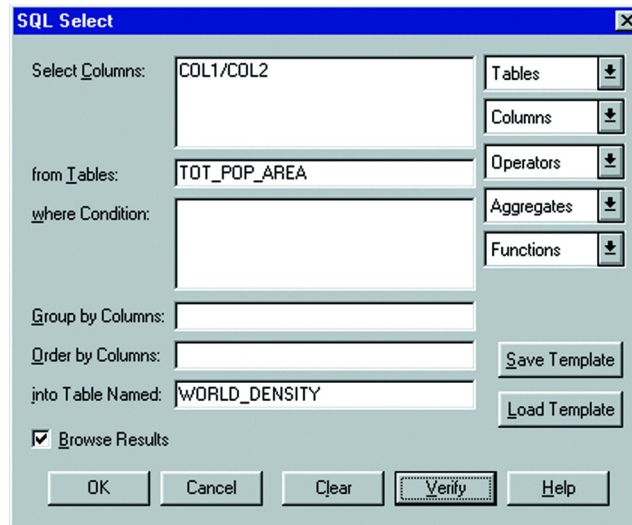 SQL Select
Select Columns:
COL1/COL2
Tables
Columns
from Tables:
TOT_POP_AREA
Operators
where Condition:
Aggregates
Functions
Group by Columns:
Order by Columns:
Save Template
into Table Named:
WORLD_DENSITY
Load Template
Browse Results
OK
Cancel
Clear
Verify
Help